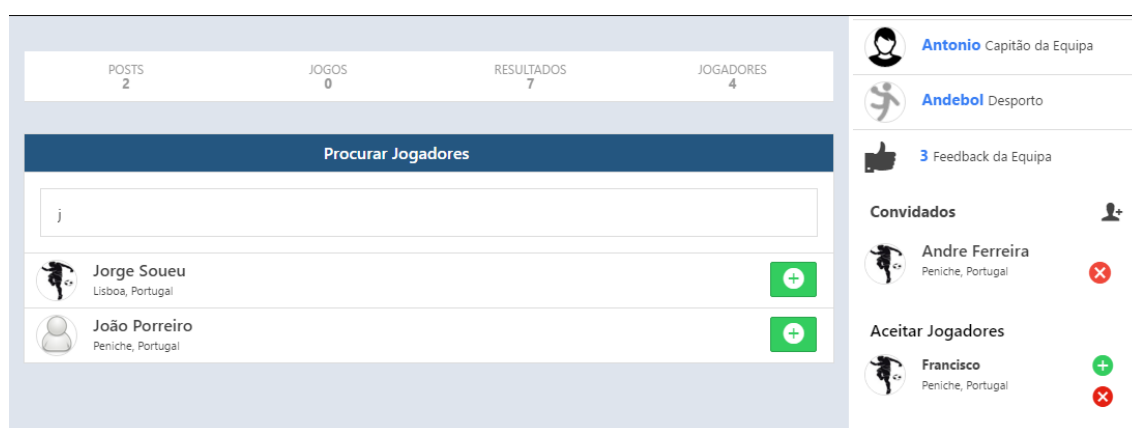 POSTS
2
JOGOS
0
RESULTADOS
7
JOGADORES
4
Procurar Jogadores
j
Jorge Soueu
Lisboa, Portugal
João Porreiro
Peniche, Portugal
Antonio Capitão da Equipa
Andebol Desporto
3 Feedback da Equipa
Convidados
Andre Ferreira
Peniche, Portugal
Aceitar Jogadores
Francisco
Peniche, Portugal